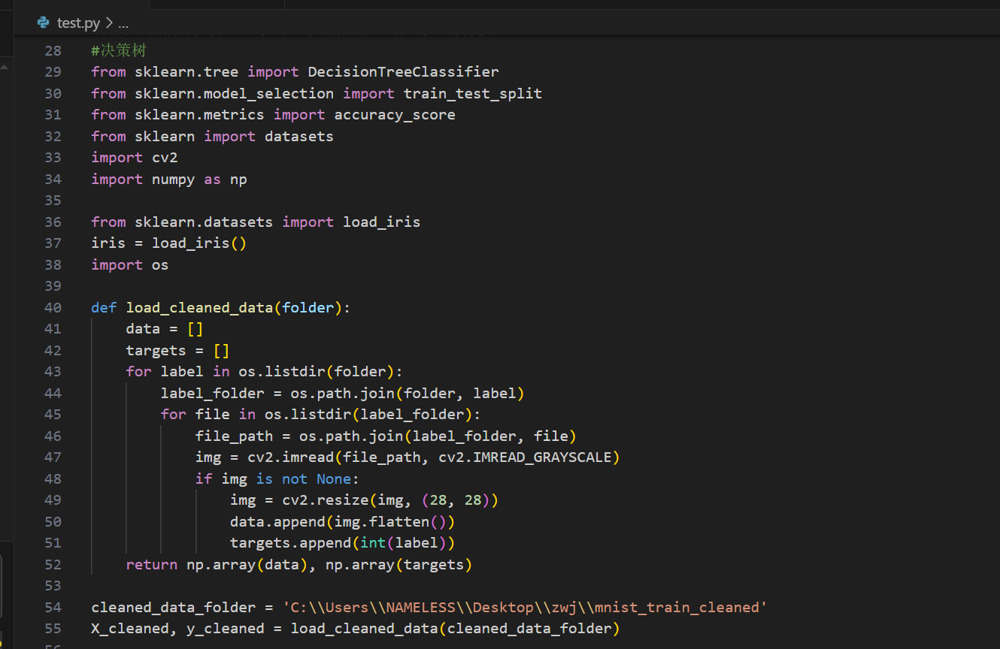 test.py > ...
28 #决策树
29 from sklearn.tree import DecisionTreeClassifier
30 from sklearn.model_selection import train_test_split
31 from sklearn.metrics import accuracy_score
32 from sklearn import datasets
33 import cv2
34 import numpy as np
35
36 from sklearn.datasets import load_iris
37 iris = load_iris()
38 import os
39
40 def load_cleaned_data(folder):
41     data = []
42     targets = []
43     for label in os.listdir(folder):
44         label_folder = os.path.join(folder, label)
45         for file in os.listdir(label_folder):
46             file_path = os.path.join(label_folder, file)
47             img = cv2.imread(file_path, cv2.IMREAD_GRAYSCALE)
48             if img is not None:
49                 img = cv2.resize(img, (28, 28))
50                 data.append(img.flatten())
51                 targets.append(int(label))
52     return np.array(data), np.array(targets)
53
54 cleaned_data_folder = 'C:\\Users\\NAMELESS\\Desktop\\zwj\\mnist_train_cleaned'
55 X_cleaned, y_cleaned = load_cleaned_data(cleaned_data_folder)